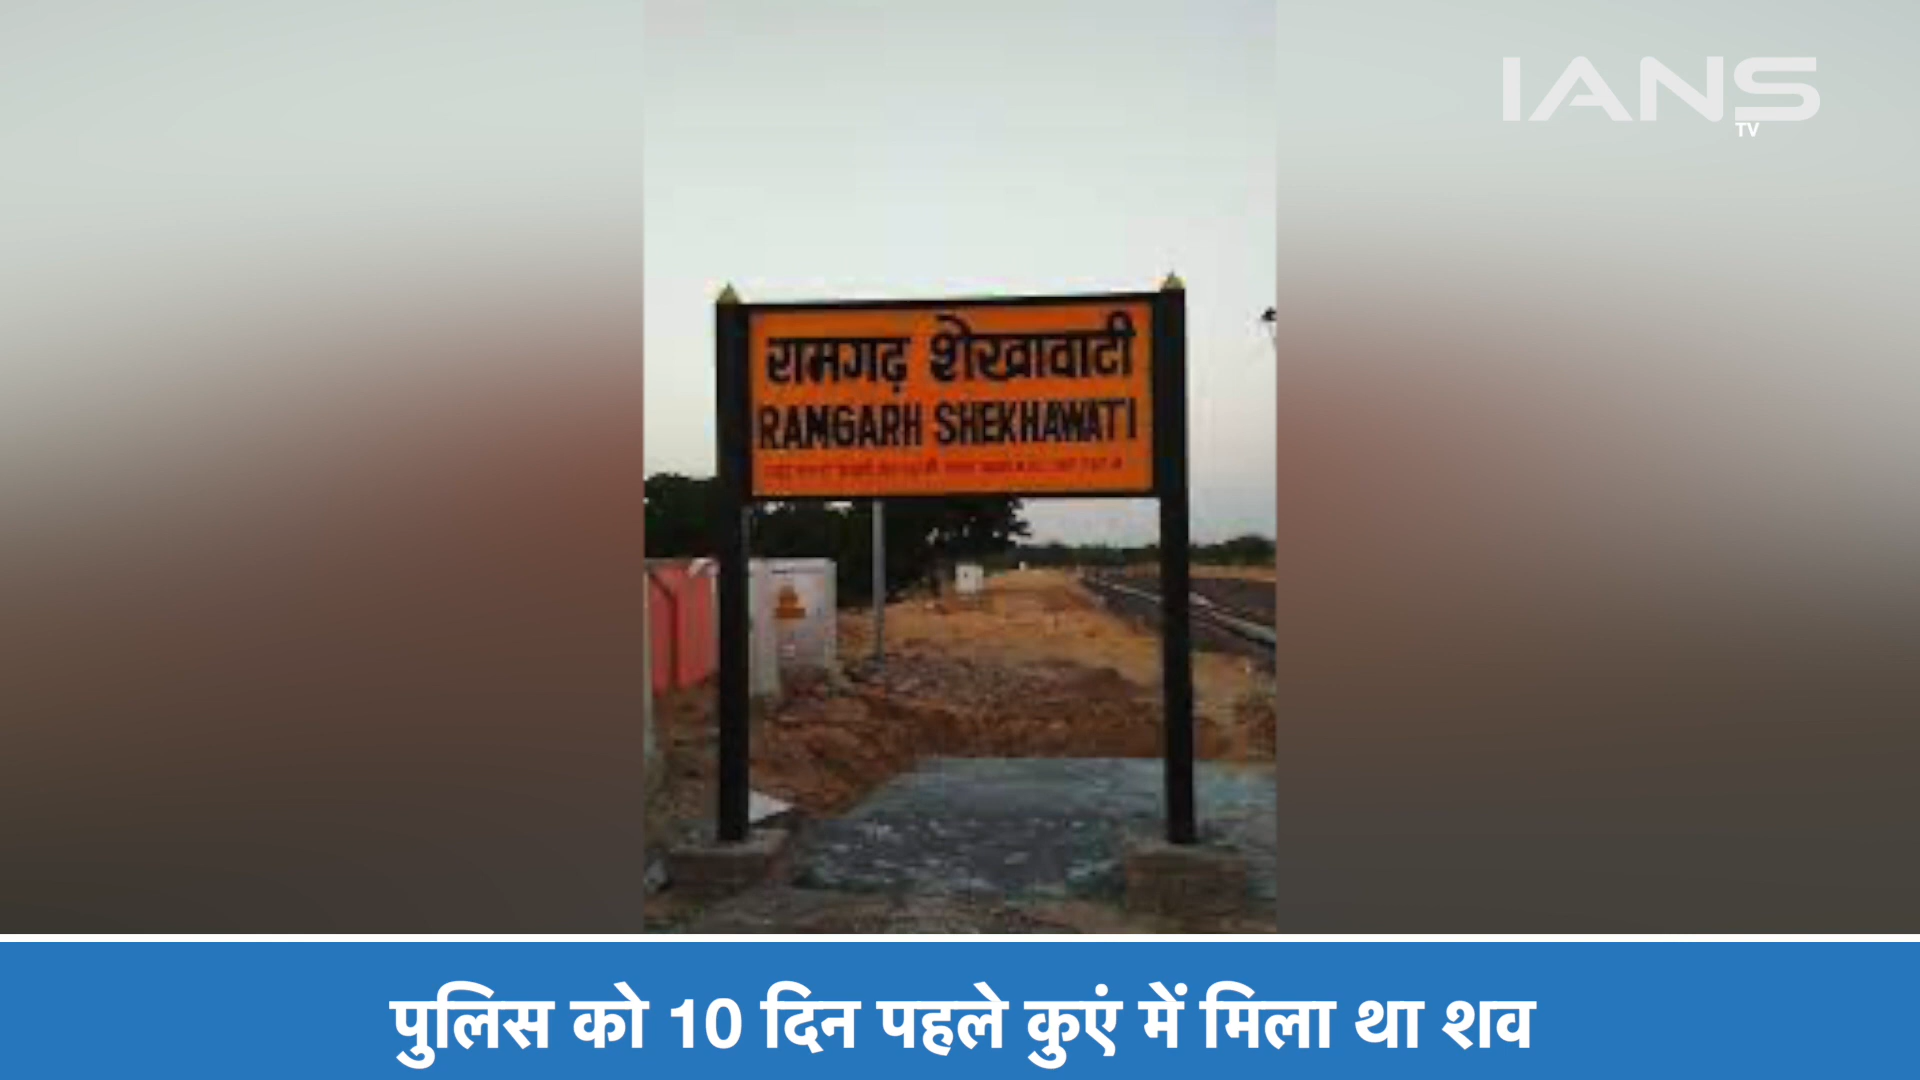 IANS
TV
रामगढ़ शेखावाटी
RAMGARH SHEKHAWATI
पुलिस को 10 दिन पहले कुएं में मिला था शव